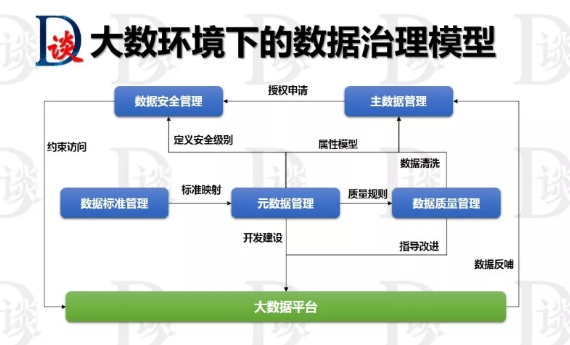 D谈
大数环境下的数据治理模型
授权申请
数据安全管理
主数据管理
定义安全级别
属性模型
约束访问
数据清洗
标准映射
质量规则
数据标准管理
元数据管理
数据质量管理
开发建设
指导改进
数据反哺
大数据平台